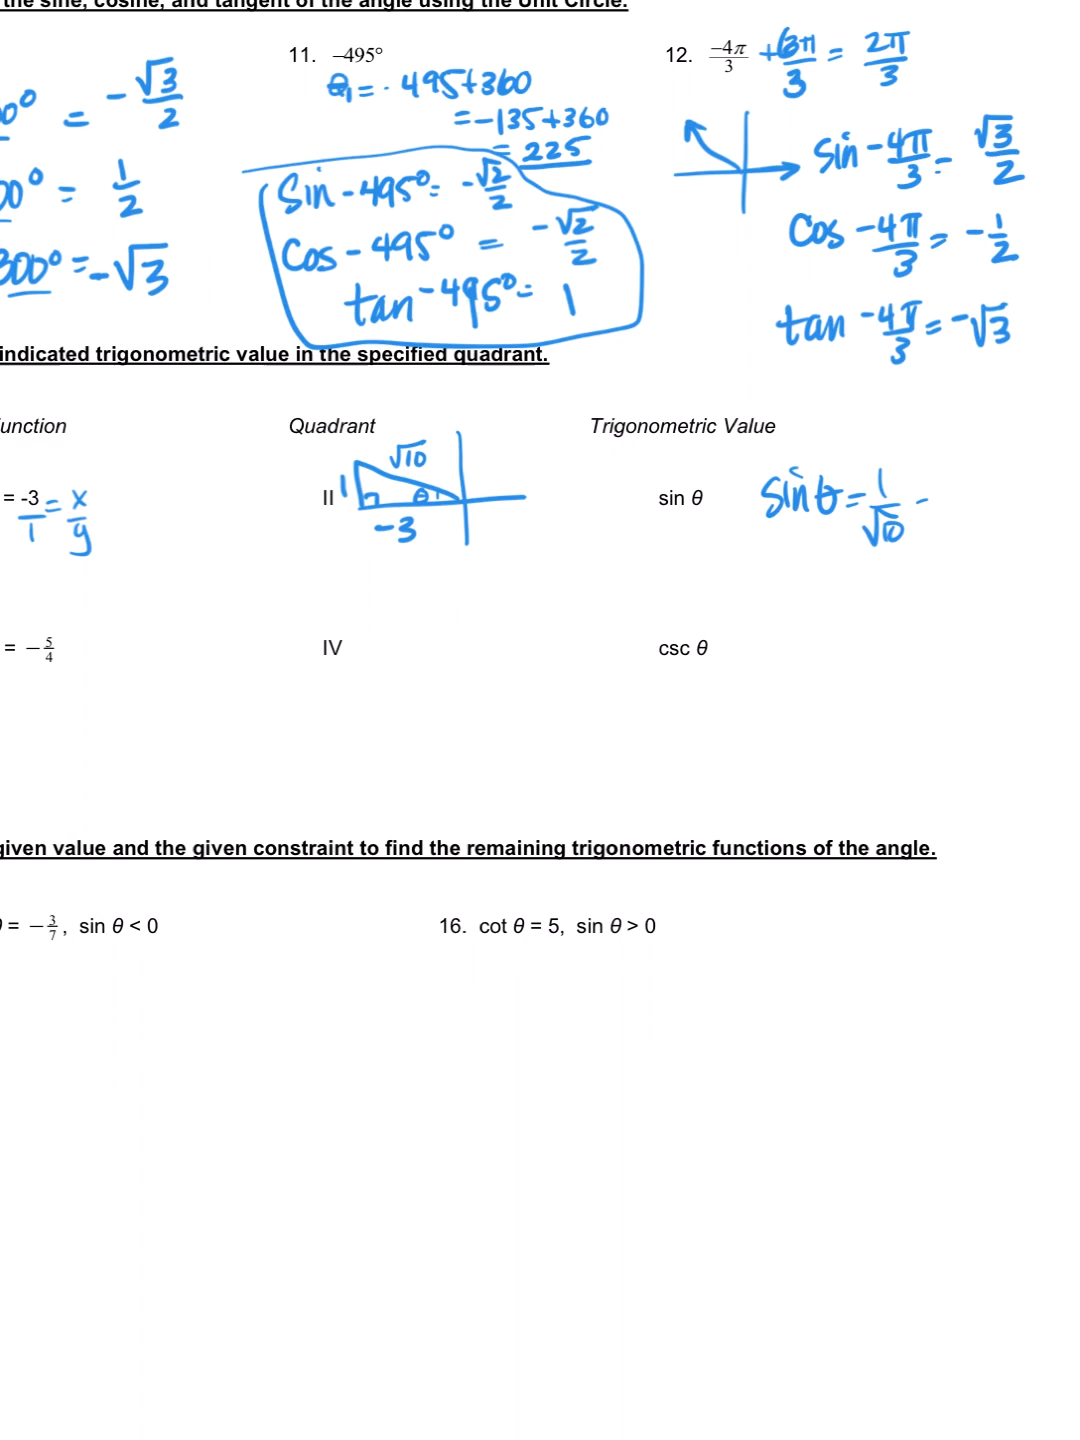 the sine, cosine, and tangent of the angle using the Unit Circle.
11. –495°
12. −4π/3 + 6π/3 = 2π/3
θ₁ = - 495+360
= -135+360
= 225
00° = -√3/2
00° = 1/2
300° = -√3
Sin -495° = -√2/2
Cos -495° = -√2/2
tan -495° = 1
sin -4π/3 = √3/2
Cos -4π/3 = -1/2
tan -4π/3 = -√3
indicated trigonometric value in the specified quadrant.
unction Quadrant Trigonometric Value
= -3/1 = x/y II 1 √10 θ -3 sin θ sin θ = 1/√10 -
= −5/4 IV csc θ
given value and the given constraint to find the remaining trigonometric functions of the angle.
θ = −3/7, sin θ < 0 16. cot θ = 5, sin θ > 0